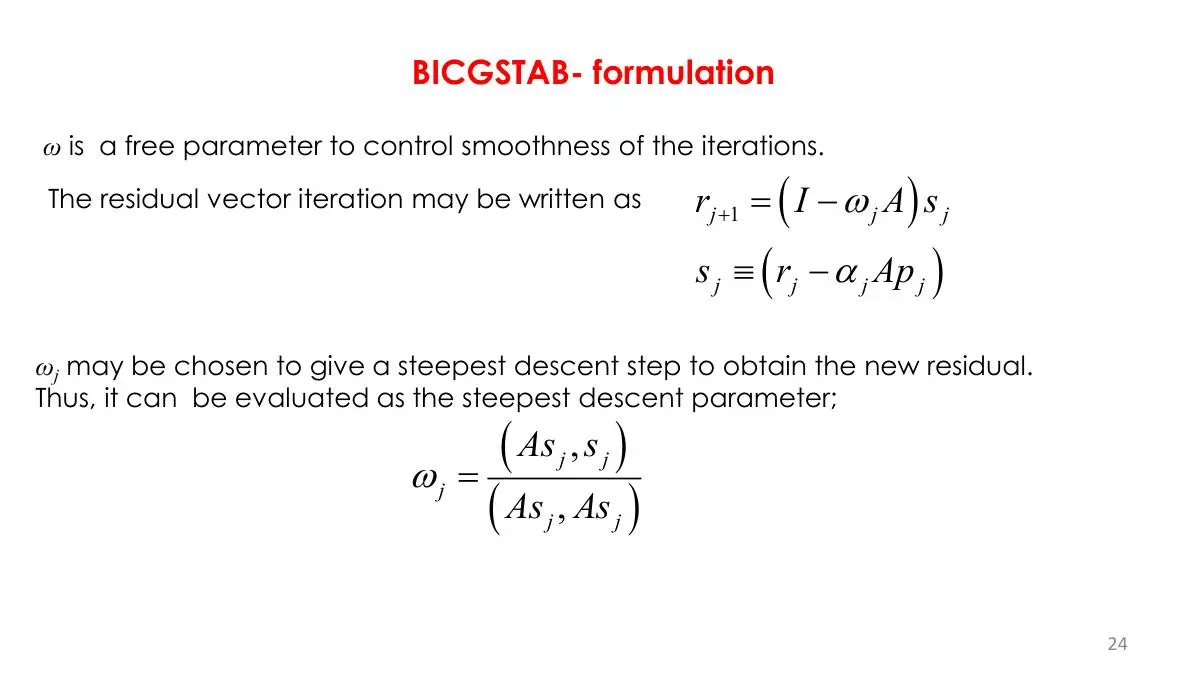 BICGSTAB- formulation
ω is a free parameter to control smoothness of the iterations.
The residual vector iteration may be written as
r_{j+1} = (I − ω_j A) s_j
s_j ≡ (r_j − α_j A p_j)
ω_j may be chosen to give a steepest descent step to obtain the new residual.
Thus, it can be evaluated as the steepest descent parameter;
ω_j = (As_j, s_j) / (As_j, As_j)
24